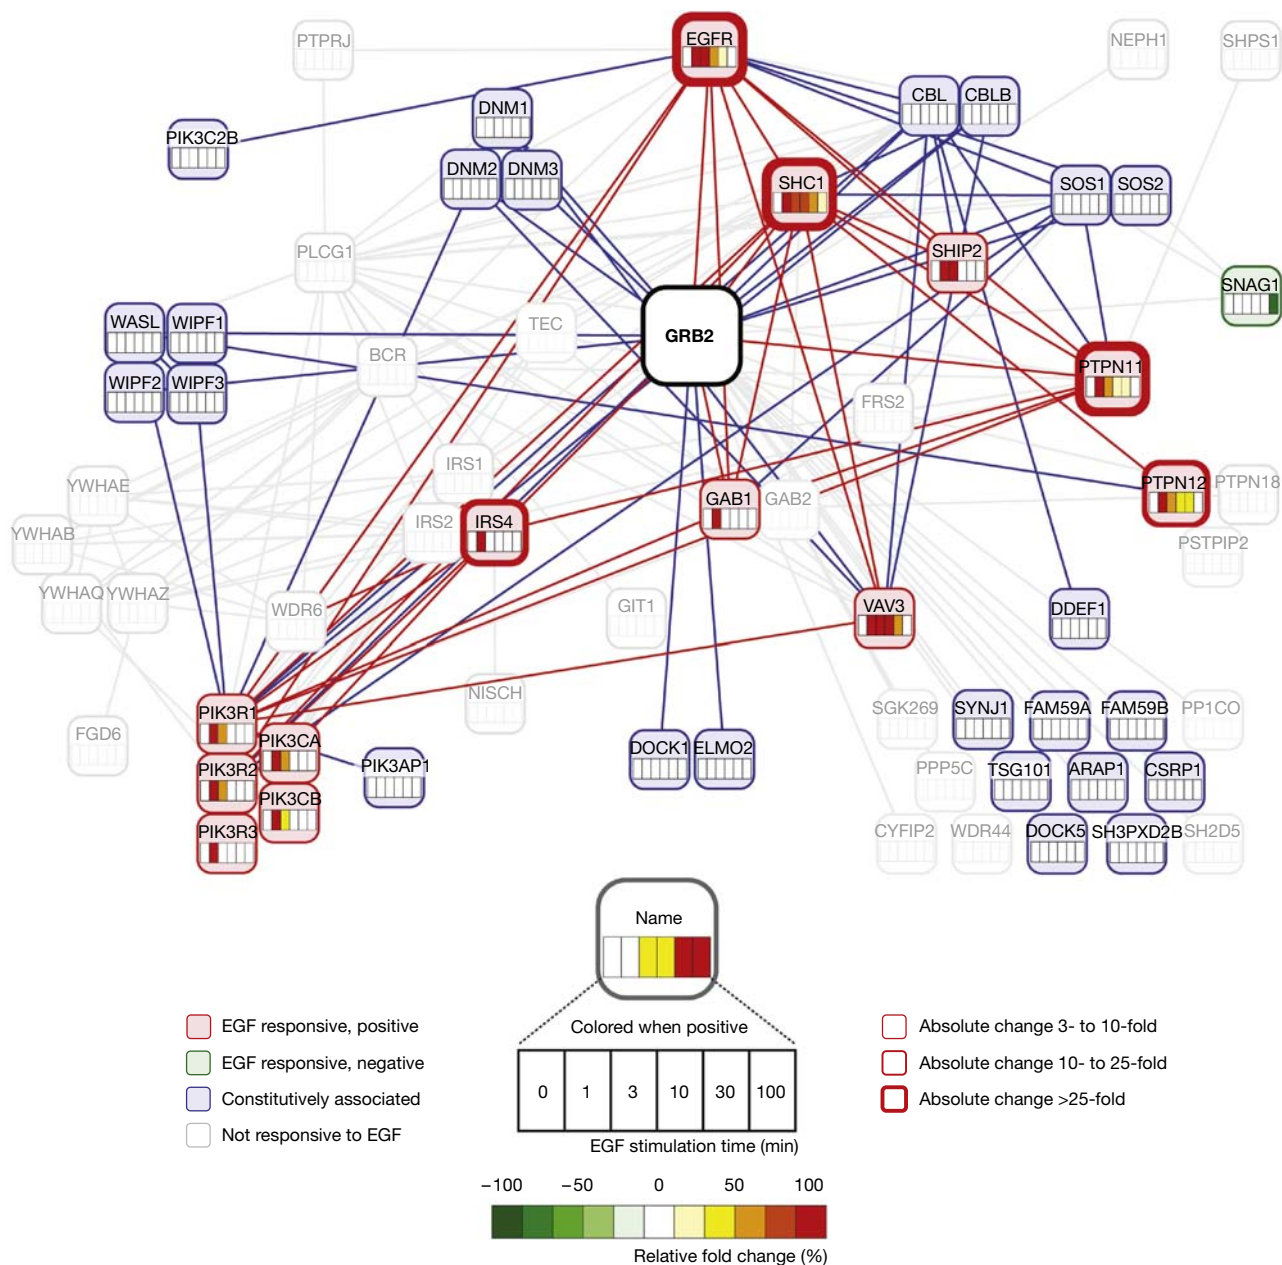 PTPRJ
EGFR
NEPH1
SHPS1
DNM1
CBL
CBLB
PIK3C2B
DNM2
DNM3
SHC1
SOS1
SOS2
PLCG1
SHIP2
SNAG1
WASL
WIPF1
TEC
GRB2
BCR
PTPN11
WIPF2
WIPF3
FRS2
IRS1
YWHAE
PTPN12
PTPN18
IRS2
IRS4
GAB1
GAB2
YWHAB
PSTPIP2
YWHAQ
YWHAZ
WDR6
GIT1
VAV3
DDEF1
NISCH
PIK3R1
SGK269
SYNJ1
FAM59A
FAM59B
PP1CO
FGD6
PIK3CA
DOCK1
ELMO2
PIK3R2
PIK3AP1
PPP5C
TSG101
ARAP1
CSRP1
PIK3CB
PIK3R3
CYFIP2
WDR44
DOCK5
SH3PXD2B
SH2D5
Name
Colored when positive
0 1 3 10 30 100
EGF stimulation time (min)
EGF responsive, positive
EGF responsive, negative
Constitutively associated
Not responsive to EGF
Absolute change 3- to 10-fold
Absolute change 10- to 25-fold
Absolute change >25-fold
−100 −50 0 50 100
Relative fold change (%)